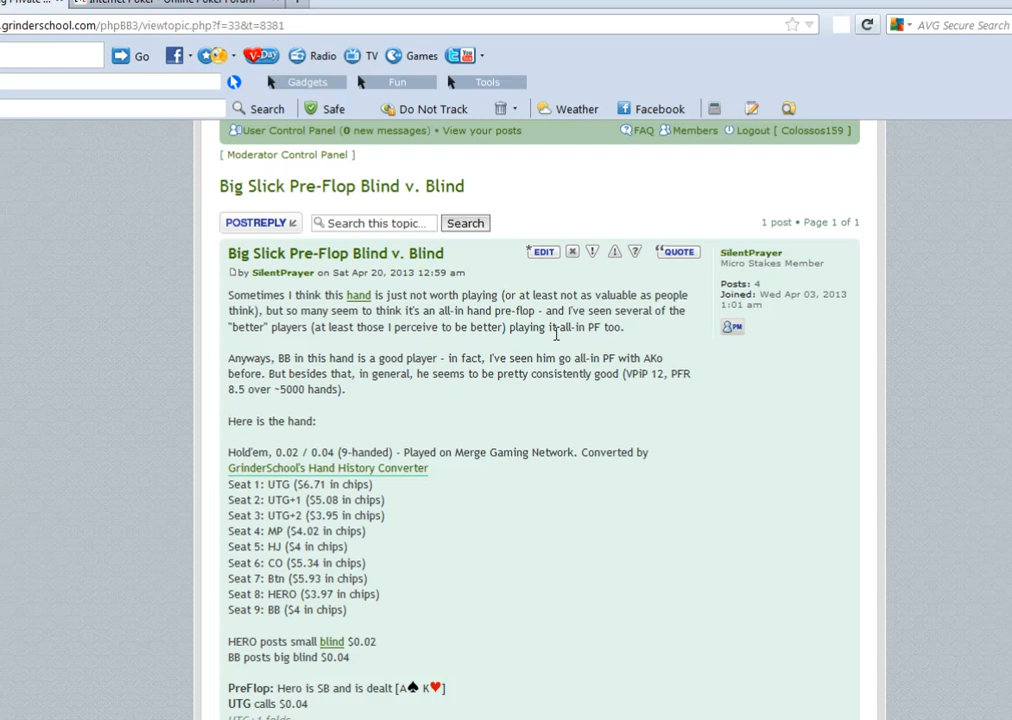 Internet Poker - Online Poker Forum
.grinderschool.com/phpBB3/viewtopic.php?f=33&t=8381
AVG Secure Search
Go V-Day Radio TV Games You Tube
Gadgets Fun Tools
Search Safe Do Not Track Weather Facebook
User Control Panel (0 new messages) • View your posts FAQ Members Logout [ Colossos159 ]
[ Moderator Control Panel ]
Big Slick Pre-Flop Blind v. Blind
POSTREPLY Search this topic... Search 1 post • Page 1 of 1
Big Slick Pre-Flop Blind v. Blind EDIT QUOTE
by SilentPrayer on Sat Apr 20, 2013 12:59 am
SilentPrayer
Micro Stakes Member
Posts: 4
Joined: Wed Apr 03, 2013
1:01 am
PM
Sometimes I think this hand is just not worth playing (or at least not as valuable as people
think), but so many seem to think it's an all-in hand pre-flop - and I've seen several of the
"better" players (at least those I perceive to be better) playing it all-in PF too.
Anyways, BB in this hand is a good player - in fact, I've seen him go all-in PF with AKo
before. But besides that, in general, he seems to be pretty consistently good (VPiP 12, PFR
8.5 over ~5000 hands).
Here is the hand:
Hold'em, 0.02 / 0.04 (9-handed) - Played on Merge Gaming Network. Converted by
GrinderSchool's Hand History Converter
Seat 1: UTG ($6.71 in chips)
Seat 2: UTG+1 ($5.08 in chips)
Seat 3: UTG+2 ($3.95 in chips)
Seat 4: MP ($4.02 in chips)
Seat 5: HJ ($4 in chips)
Seat 6: CO ($5.34 in chips)
Seat 7: Btn ($5.93 in chips)
Seat 8: HERO ($3.97 in chips)
Seat 9: BB ($4 in chips)
HERO posts small blind $0.02
BB posts big blind $0.04
PreFlop: Hero is SB and is dealt [A♠ K♥]
UTG calls $0.04
UTG+1 folds